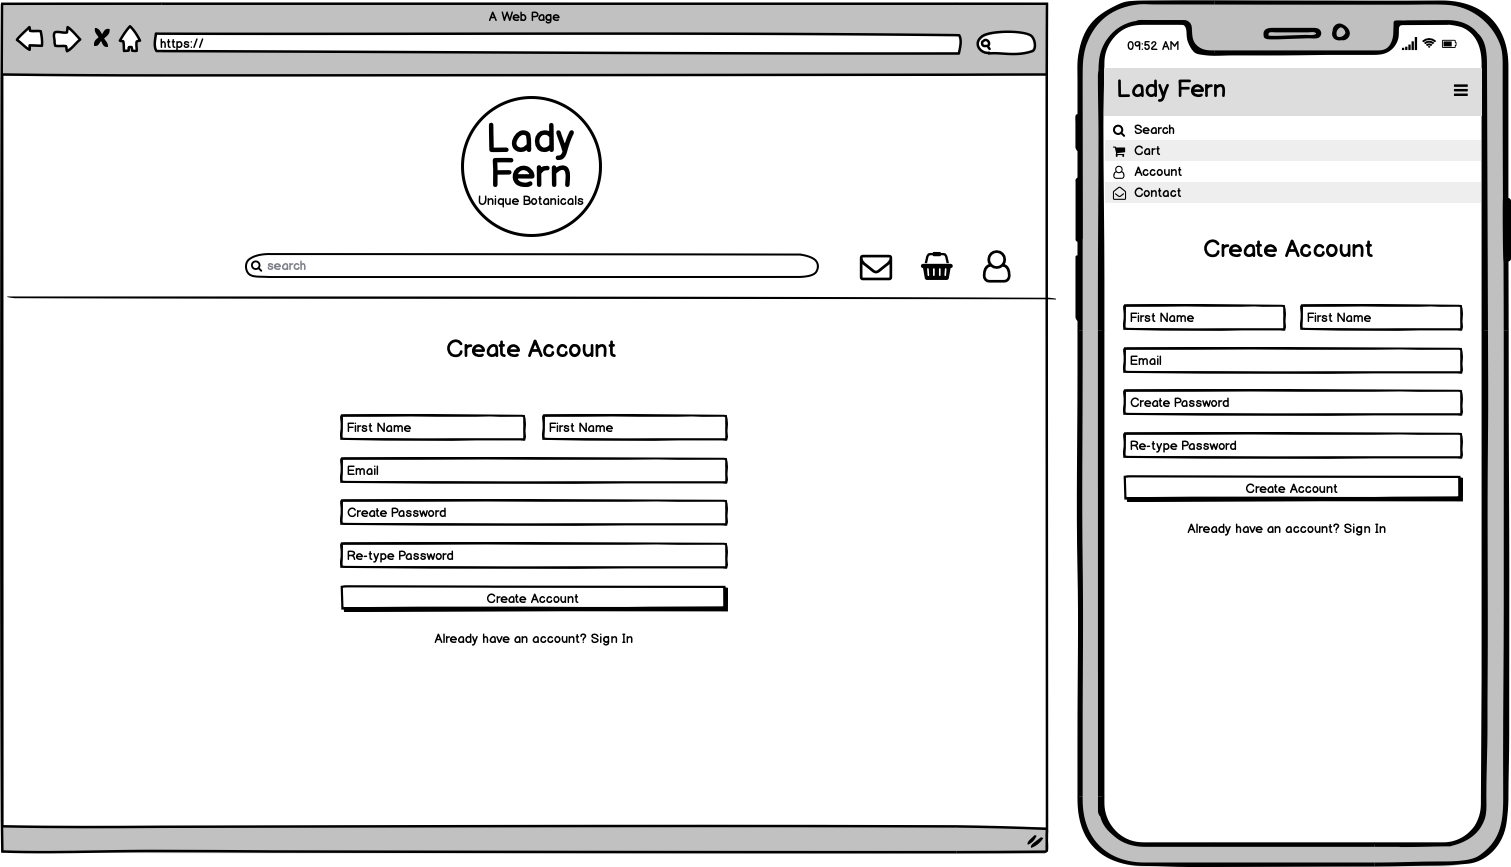 A Web Page
https://
Lady
Fern
Unique Botanicals
search
Create Account
First Name
First Name
Email
Create Password
Re-type Password
Create Account
Already have an account? Sign In
09:52 AM
Lady Fern
Search
Cart
Account
Contact
Create Account
First Name
First Name
Email
Create Password
Re-type Password
Create Account
Already have an account? Sign In